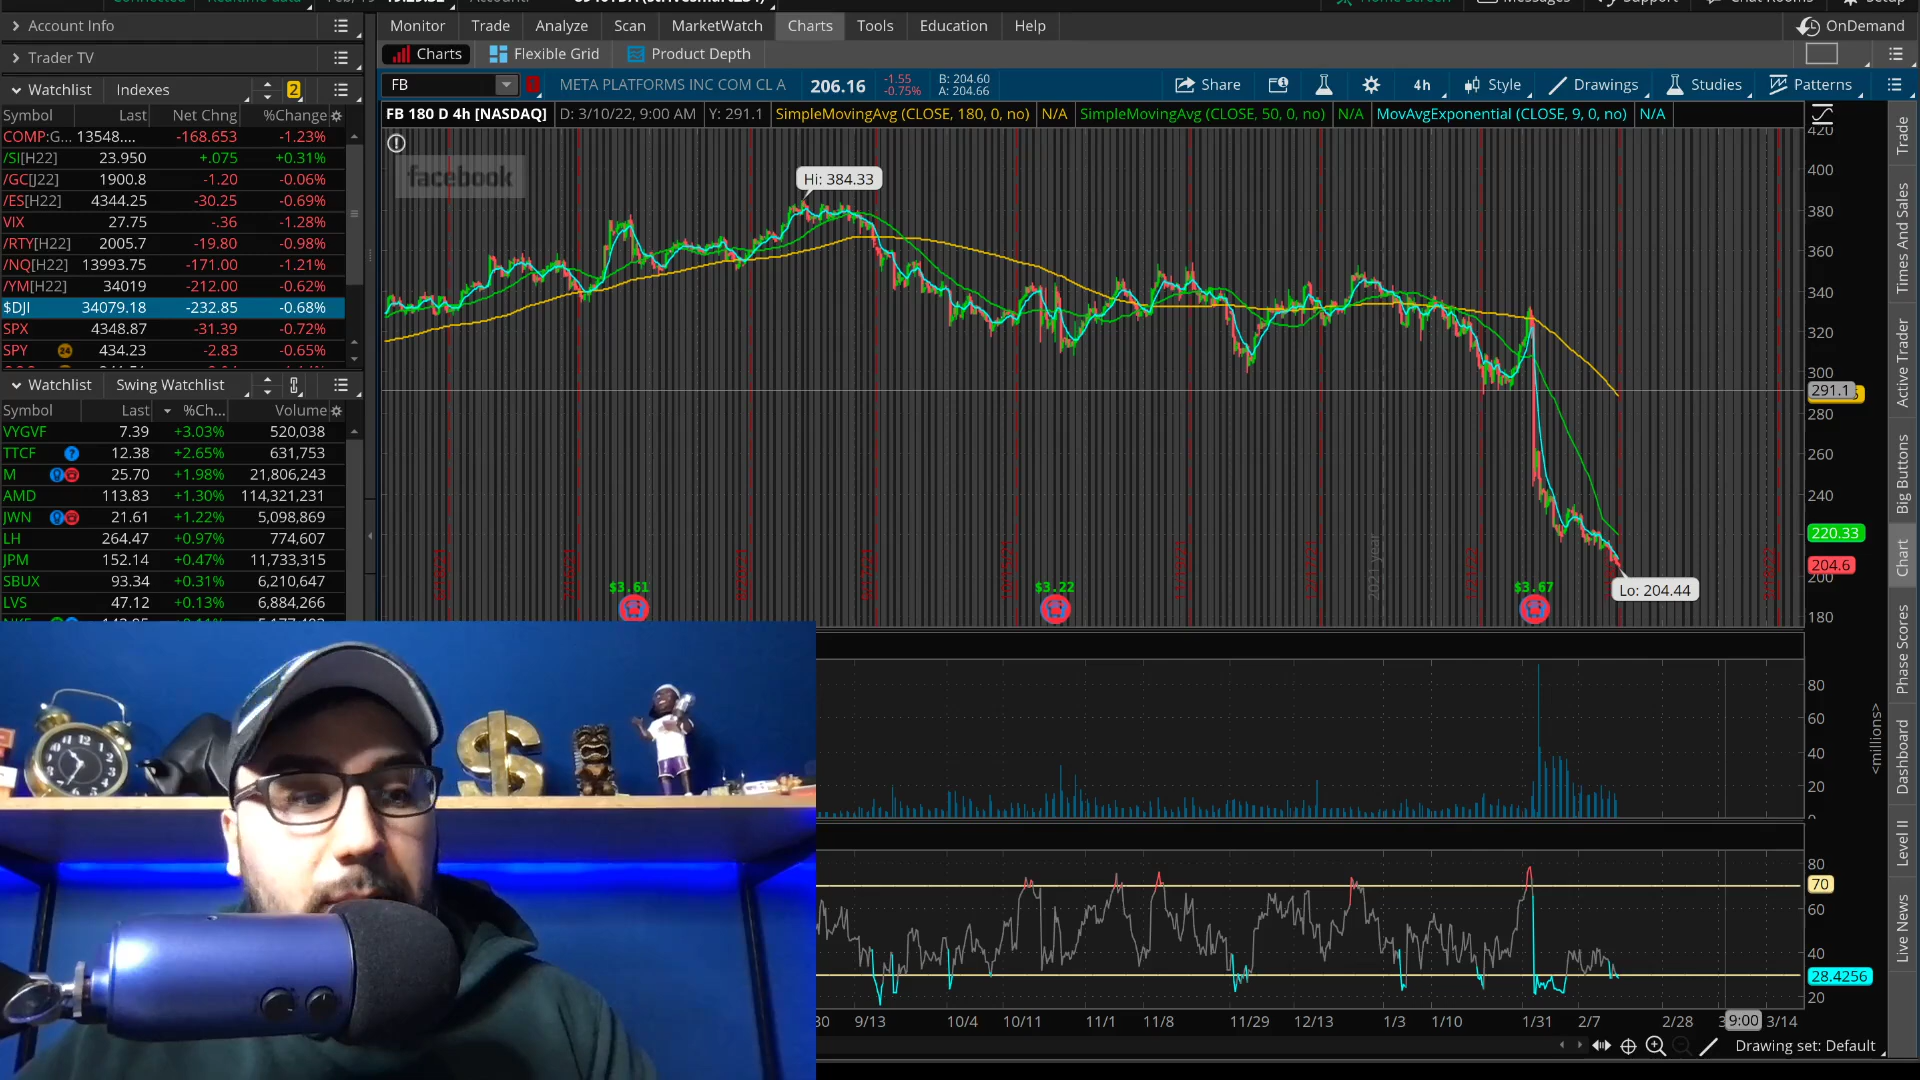 Account Info
Trader TV
Watchlist Indexes 2
Symbol Last Net Chng %Change
COMP:G... 13548.... -168.653 -1.23%
/SI[H22] 23.950 +.075 +0.31%
/GC[J22] 1900.8 -1.20 -0.06%
/ES[H22] 4344.25 -30.25 -0.69%
VIX 27.75 -.36 -1.28%
/RTY[H22] 2005.7 -19.80 -0.98%
/NQ[H22] 13993.75 -171.00 -1.21%
/YM[H22] 34019 -212.00 -0.62%
$DJI 34079.18 -232.85 -0.68%
SPX 4348.87 -31.39 -0.72%
SPY 24 434.23 -2.83 -0.65%
Watchlist Swing Watchlist
Symbol Last %Ch... Volume
VYGVF 7.39 +3.03% 520,038
TTCF 12.38 +2.65% 631,753
M 25.70 +1.98% 21,806,243
AMD 113.83 +1.30% 114,321,231
JWN 21.61 +1.22% 5,098,869
LH 264.47 +0.97% 774,607
JPM 152.14 +0.47% 11,733,315
SBUX 93.34 +0.31% 6,210,647
LVS 47.12 +0.13% 6,884,266
Monitor Trade Analyze Scan MarketWatch Charts Tools Education Help OnDemand
Charts Flexible Grid Product Depth
FB META PLATFORMS INC COM CL A 206.16 -1.55 -0.75% B: 204.60 A: 204.66 Share 4h Style Drawings Studies Patterns
FB 180 D 4h [NASDAQ] D: 3/10/22, 9:00 AM Y: 291.1 SimpleMovingAvg (CLOSE, 180, 0, no) N/A SimpleMovingAvg (CLOSE, 50, 0, no) N/A MovAvgExponential (CLOSE, 9, 0, no) N/A
facebook
Hi: 384.33
Lo: 204.44
$3.61 $3.22 $3.67
2021 year
420
400
380
360
340
320
300
291.1
280
260
240
220.33
204.6
200
180
80
60
40
20
0
<millions>
80
70
60
40
28.4256
20
30 9/13 10/4 10/11 11/1 11/8 11/29 12/13 1/3 1/10 1/31 2/7 2/28 9:00 3/14
Drawing set: Default
Trade
Times And Sales
Active Trader
Big Buttons
Chart
Phase Scores
Dashboard
Level II
Live News